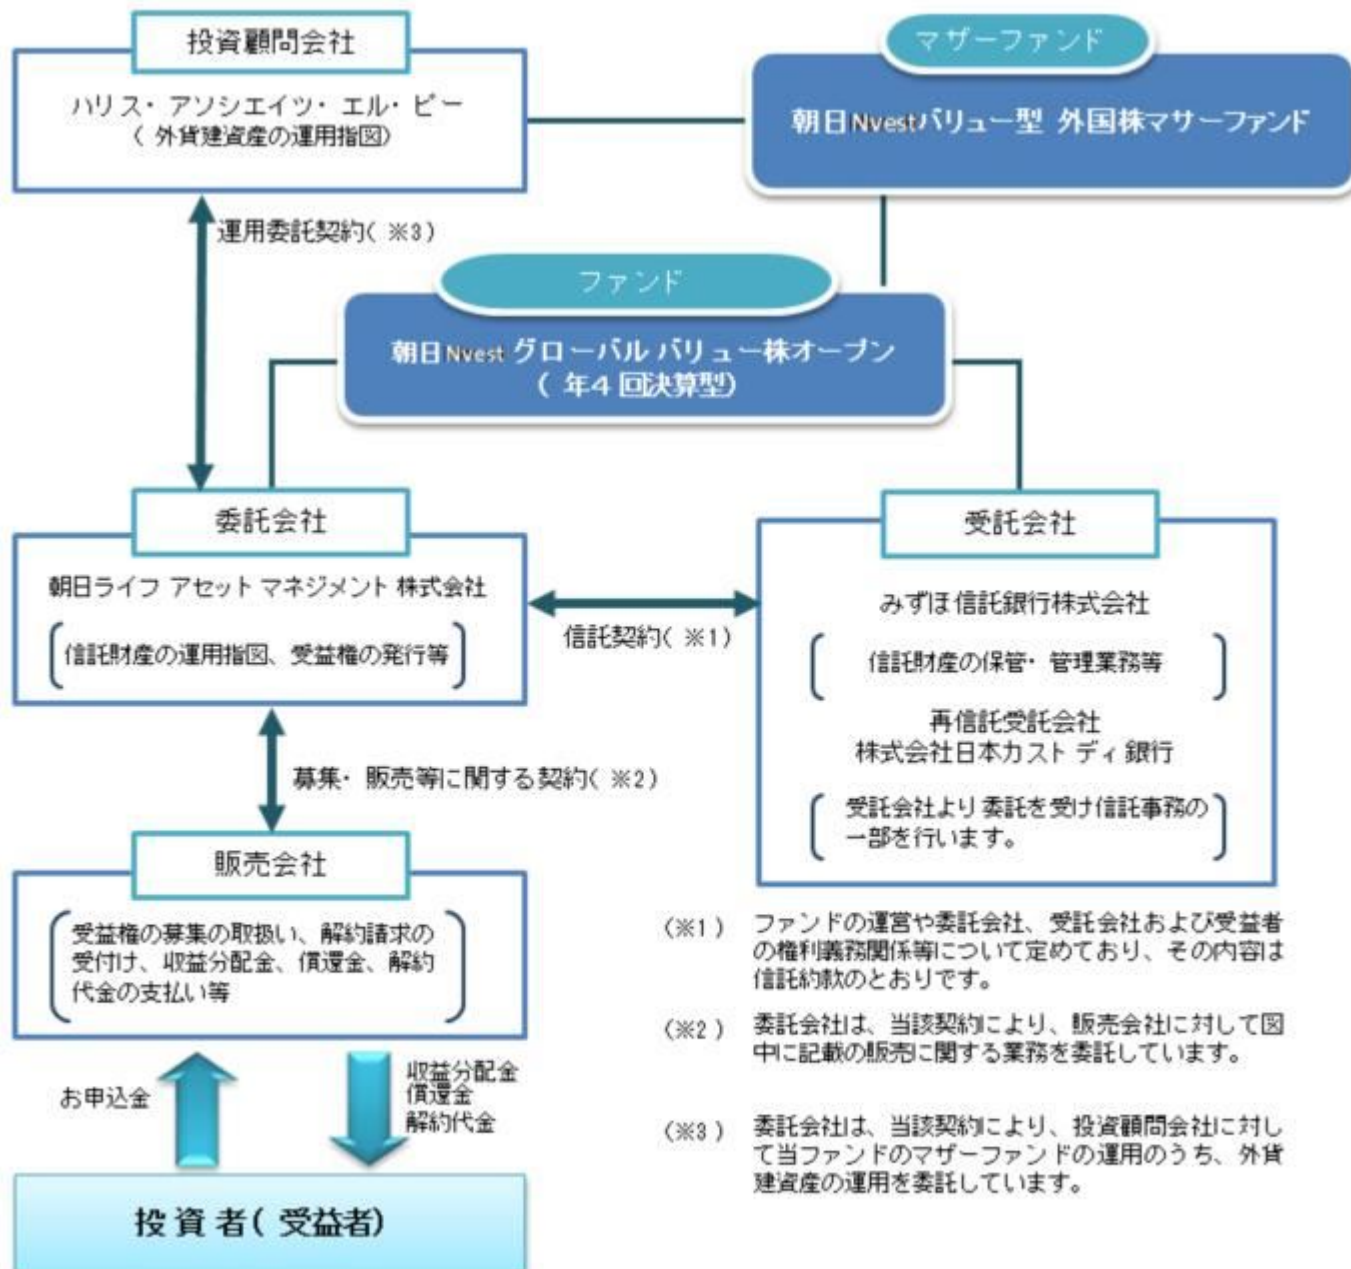 投資顧問会社
ハリス・アソシエイツ・エル・ピー
(外貨建資産の運用指図)
マザーファンド
朝日Nvestバリュー型 外国株マザーファンド
運用委託契約(※3)
ファンド
朝日Nvest グローバル バリュー株オープン
(年4回決算型)
委託会社
朝日ライフ アセット マネジメント 株式会社
信託財産の運用指図、受益権の発行等
信託契約(※1)
受託会社
みずほ信託銀行株式会社
信託財産の保管・管理業務等
再信託受託会社
株式会社日本カストディ銀行
受託会社より委託を受け信託事務の
一部を行います。
募集・販売等に関する契約(※2)
販売会社
受益権の募集の取扱い、解約請求の
受付け、収益分配金、償還金、解約
代金の支払い等
お申込金
収益分配金
償還金
解約代金
投資者(受益者)
(※1) ファンドの運営や委託会社、受託会社および受益者
の権利義務関係等について定めており、その内容は
信託約款のとおりです。
(※2) 委託会社は、当該契約により、販売会社に対して図
中に記載の販売に関する業務を委託しています。
(※3) 委託会社は、当該契約により、投資顧問会社に対し
て当ファンドのマザーファンドの運用のうち、外貨
建資産の運用を委託しています。